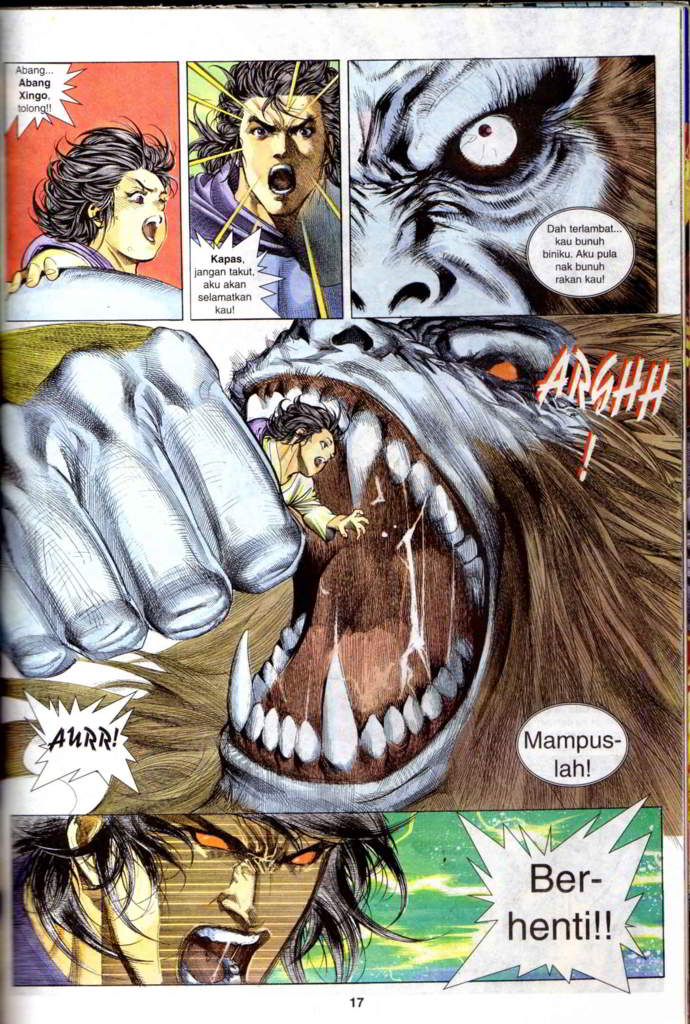 Abang...
Abang
Xingo,
tolong!!
Kapas,
jangan takut,
aku akan
selamatkan
kau!
Dah terlambat...
kau bunuh
biniku. Aku pula
nak bunuh
rakan kau!
ARGHH
!
AURR!
Mampus-
lah!
Ber-
henti!!
17